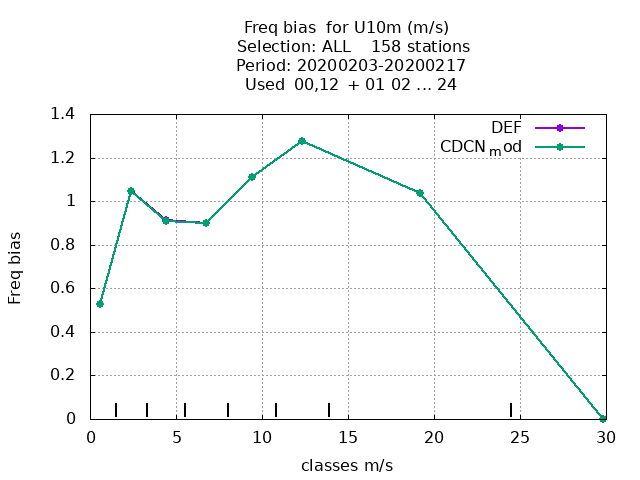 Freq bias  for U10m (m/s)
Selection: ALL    158 stations
Period: 20200203-20200217
Used  00,12  + 01 02 ... 24
DEF
CDCN_mod
1.4
1.2
1
0.8
0.6
0.4
0.2
0
Freq bias
0 5 10 15 20 25 30
classes m/s